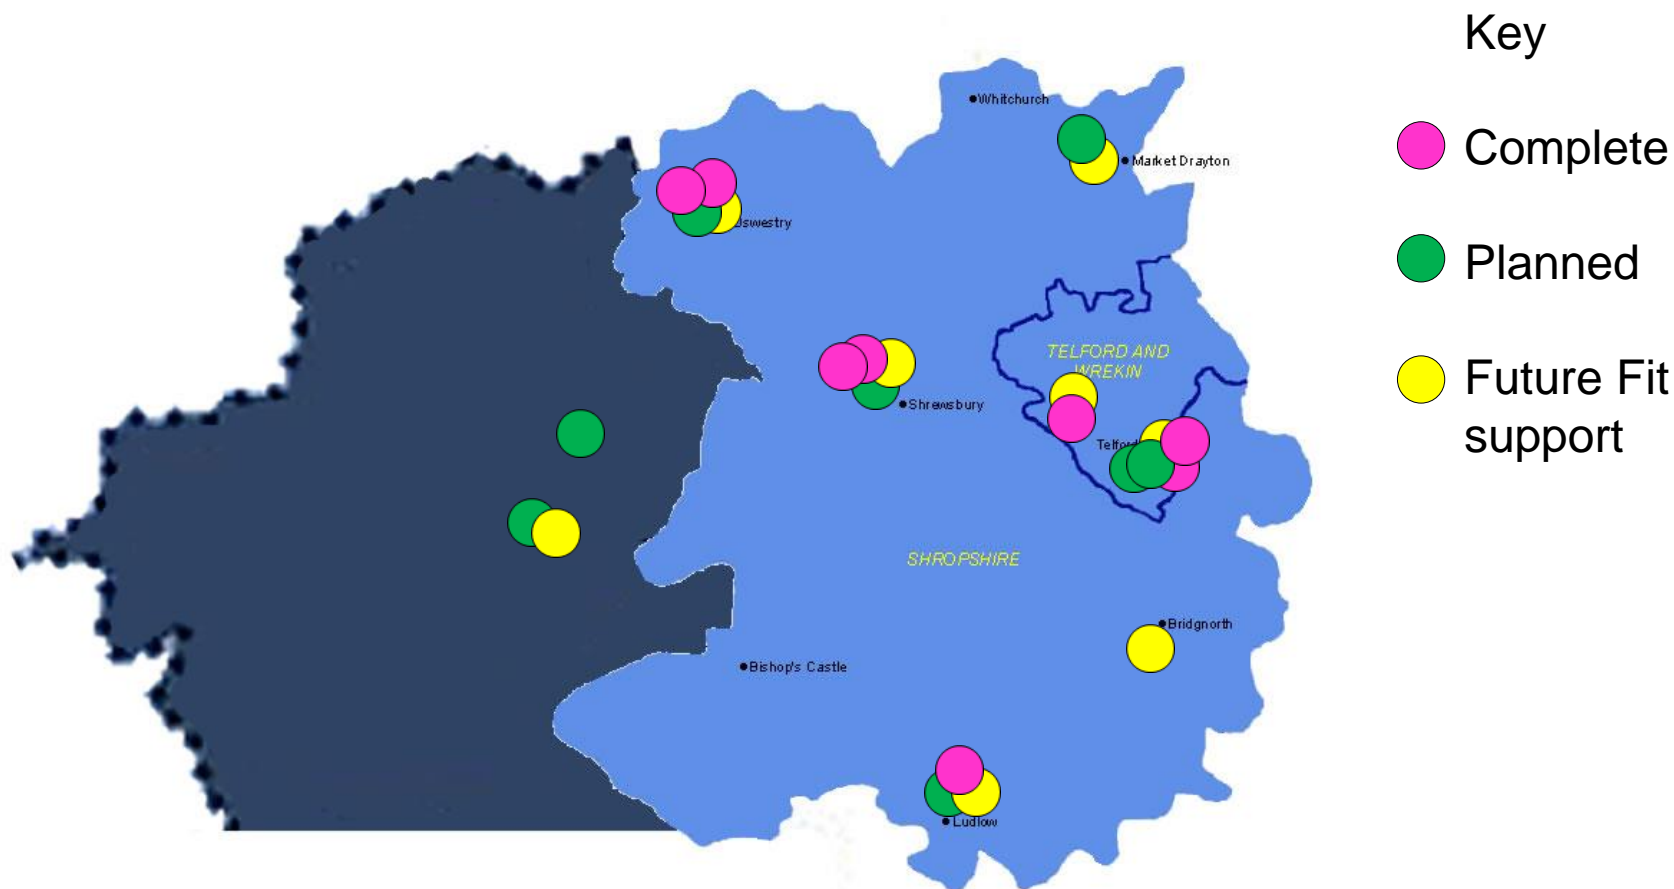 Key
Complete
Planned
Future Fit
support
Whitchurch
Market Drayton
swestry
TELFORD AND
WREKIN
Shrewsbury
Telford
SHROPSHIRE
Bridgnorth
Bishop's Castle
Ludlow